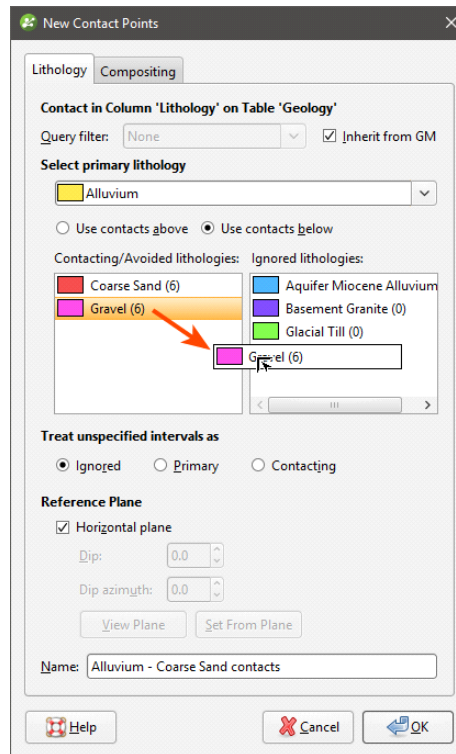 New Contact Points
Lithology Compositing
Contact in Column 'Lithology' on Table 'Geology'
Query filter: None Inherit from GM
Select primary lithology
Alluvium
Use contacts above Use contacts below
Contacting/Avoided lithologies: Ignored lithologies:
Coarse Sand (6) Aquifer Miocene Alluvium
Gravel (6) Basement Granite (0)
Glacial Till (0)
Gravel (6)
Treat unspecified intervals as
Ignored Primary Contacting
Reference Plane
Horizontal plane
Dip: 0.0
Dip azimuth: 0.0
View Plane Set From Plane
Name: Alluvium - Coarse Sand contacts
Help Cancel OK